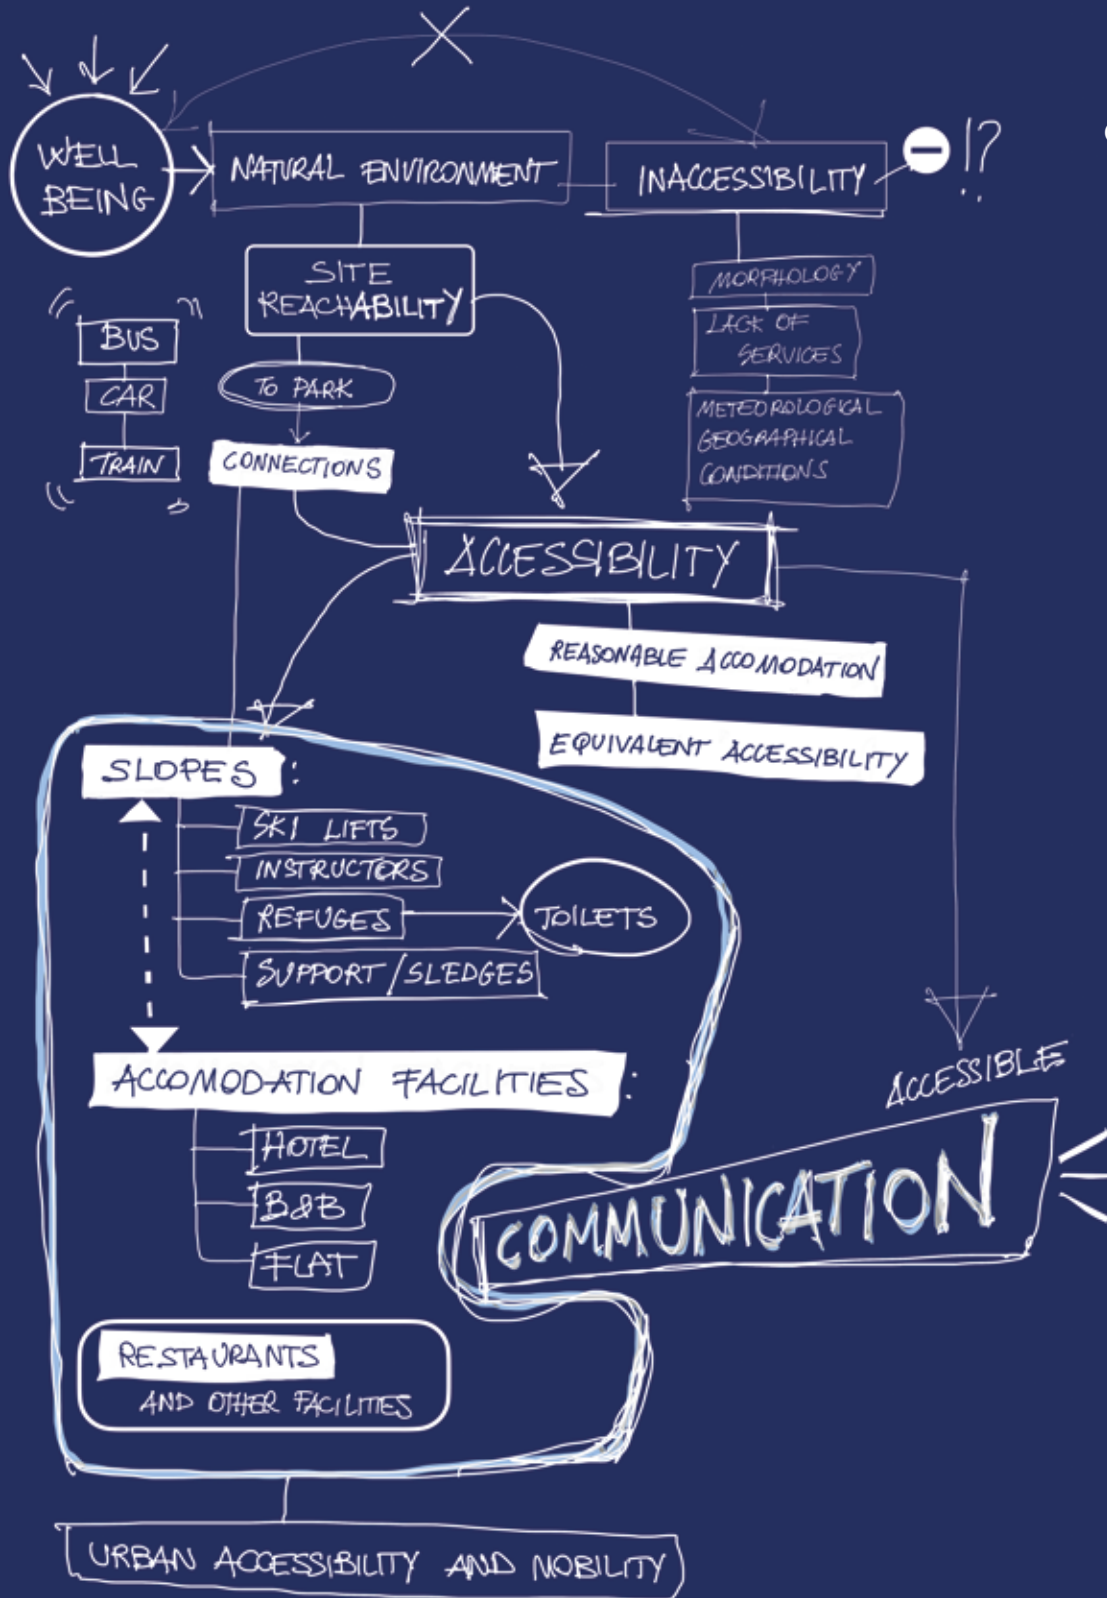 WELL
BEING
NATURAL ENVIRONMENT
INACCESSIBILITY
!?
SITE
REACHABILITY
MORPHOLOGY
LACK OF
SERVICES
METEOROLOGICAL
GEOGRAPHICAL
CONDITIONS
BUS
CAR
TRAIN
TO PARK
CONNECTIONS
ACCESSIBILITY
REASONABLE ACCOMODATION
EQUIVALENT ACCESSIBILITY
SLOPES :
SKI LIFTS
INSTRUCTORS
REFUGES
TOILETS
SUPPORT/SLEDGES
ACCOMODATION FACILITIES :
HOTEL
B&B
FLAT
ACCESSIBLE
COMMUNICATION
RESTAURANTS
AND OTHER FACILITIES
URBAN ACCESSIBILITY AND MOBILITY